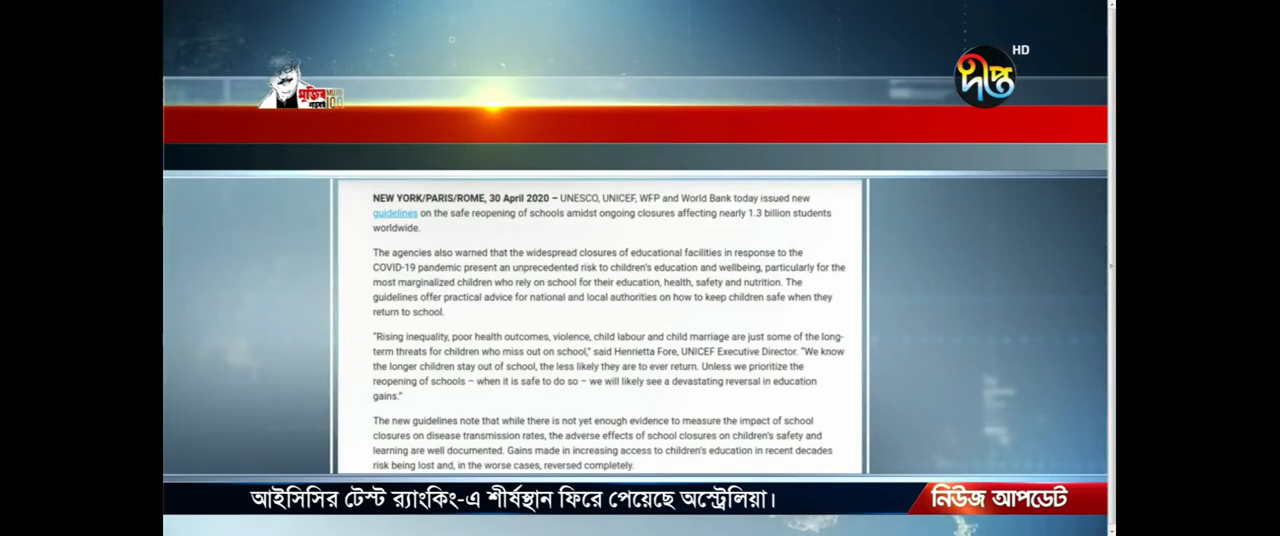 HD
দীপ্ত
মুজিব MUJIB
শতবর্ষ 100
NEW YORK/PARIS/ROME, 30 April 2020 – UNESCO, UNICEF, WFP and World Bank today issued new
guidelines on the safe reopening of schools amidst ongoing closures affecting nearly 1.3 billion students
worldwide.
The agencies also warned that the widespread closures of educational facilities in response to the
COVID-19 pandemic present an unprecedented risk to children's education and wellbeing, particularly for the
most marginalized children who rely on school for their education, health, safety and nutrition. The
guidelines offer practical advice for national and local authorities on how to keep children safe when they
return to school.
“Rising inequality, poor health outcomes, violence, child labour and child marriage are just some of the long-
term threats for children who miss out on school,” said Henrietta Fore, UNICEF Executive Director. “We know
the longer children stay out of school, the less likely they are to ever return. Unless we prioritize the
reopening of schools – when it is safe to do so – we will likely see a devastating reversal in education
gains.”
The new guidelines note that while there is not yet enough evidence to measure the impact of school
closures on disease transmission rates, the adverse effects of school closures on children's safety and
learning are well documented. Gains made in increasing access to children's education in recent decades
risk being lost and, in the worse cases, reversed completely.
আইসিসির টেস্ট র‍্যাংকিং-এ শীর্ষস্থান ফিরে পেয়েছে অস্ট্রেলিয়া।
নিউজ আপডেট